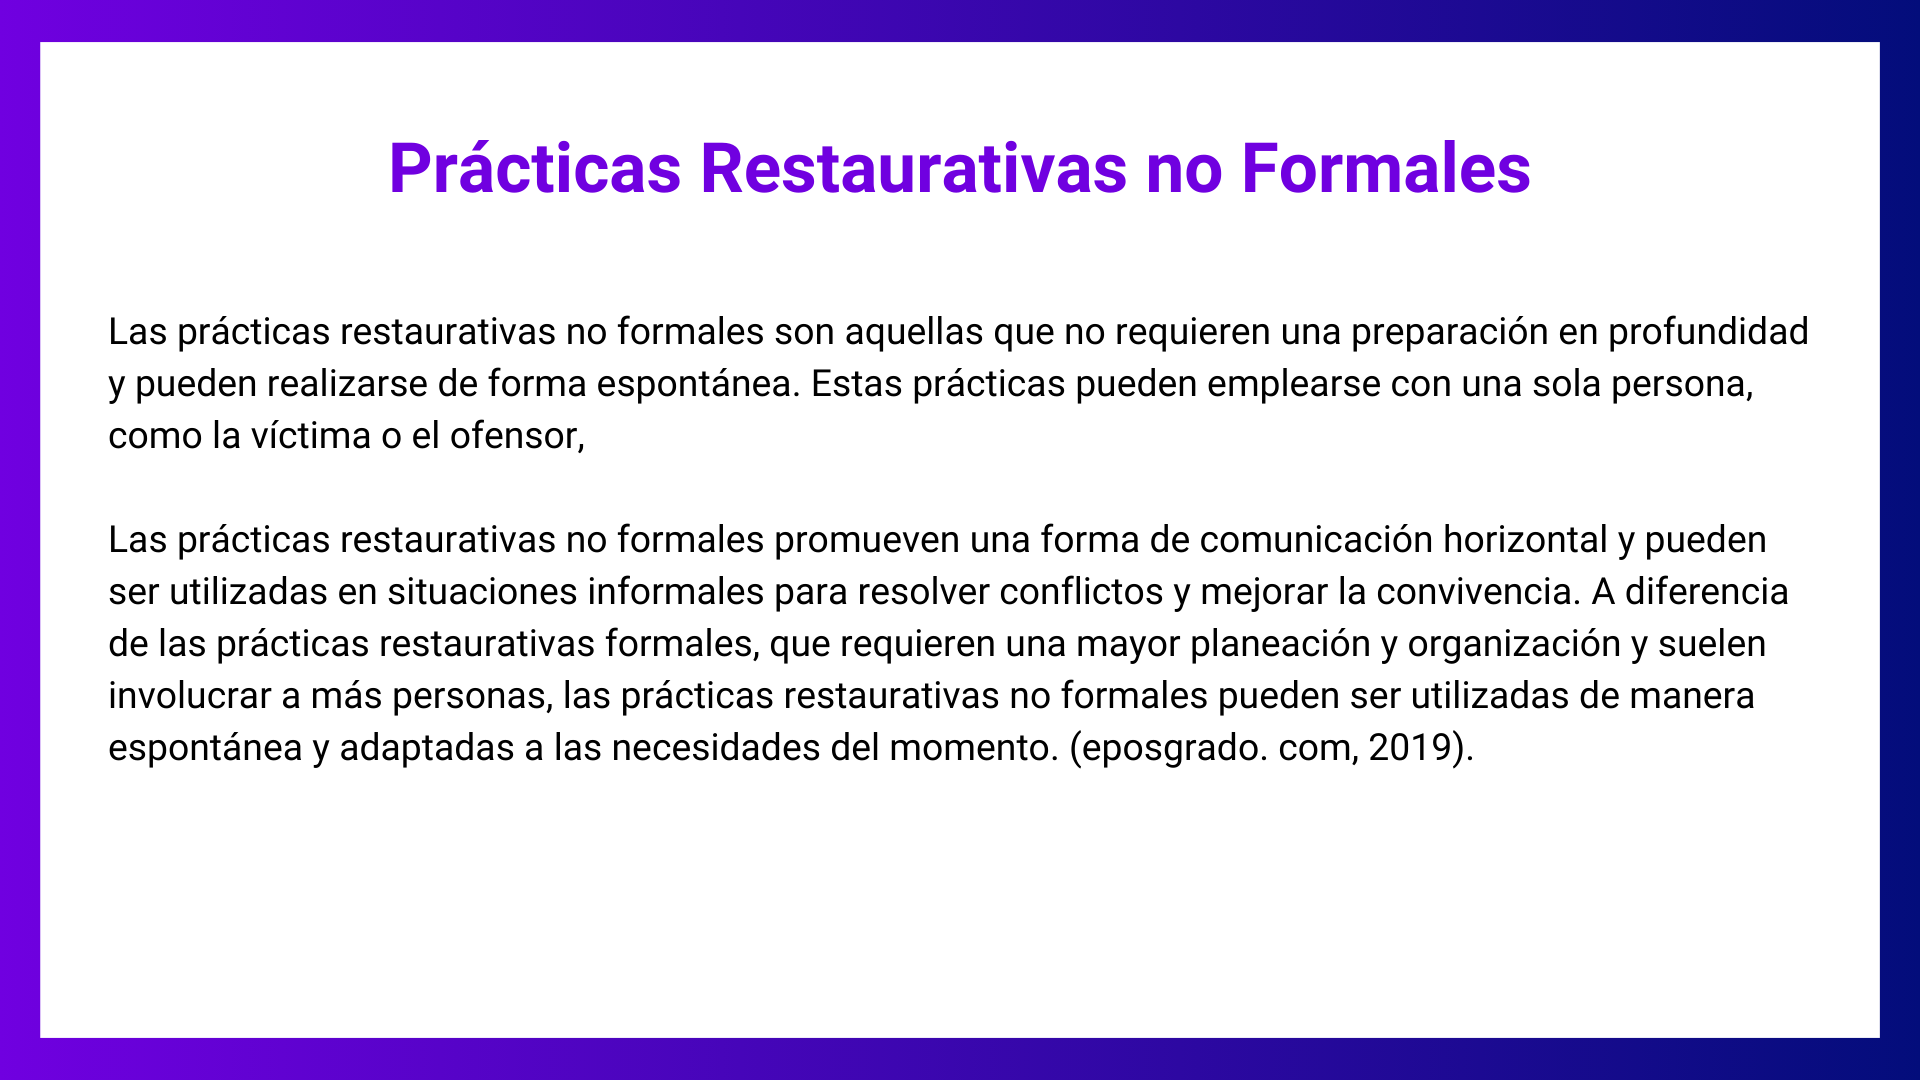 Prácticas Restaurativas no Formales
Las prácticas restaurativas no formales son aquellas que no requieren una preparación en profundidad
y pueden realizarse de forma espontánea. Estas prácticas pueden emplearse con una sola persona,
como la víctima o el ofensor,
Las prácticas restaurativas no formales promueven una forma de comunicación horizontal y pueden
ser utilizadas en situaciones informales para resolver conflictos y mejorar la convivencia. A diferencia
de las prácticas restaurativas formales, que requieren una mayor planeación y organización y suelen
involucrar a más personas, las prácticas restaurativas no formales pueden ser utilizadas de manera
espontánea y adaptadas a las necesidades del momento. (eposgrado. com, 2019).